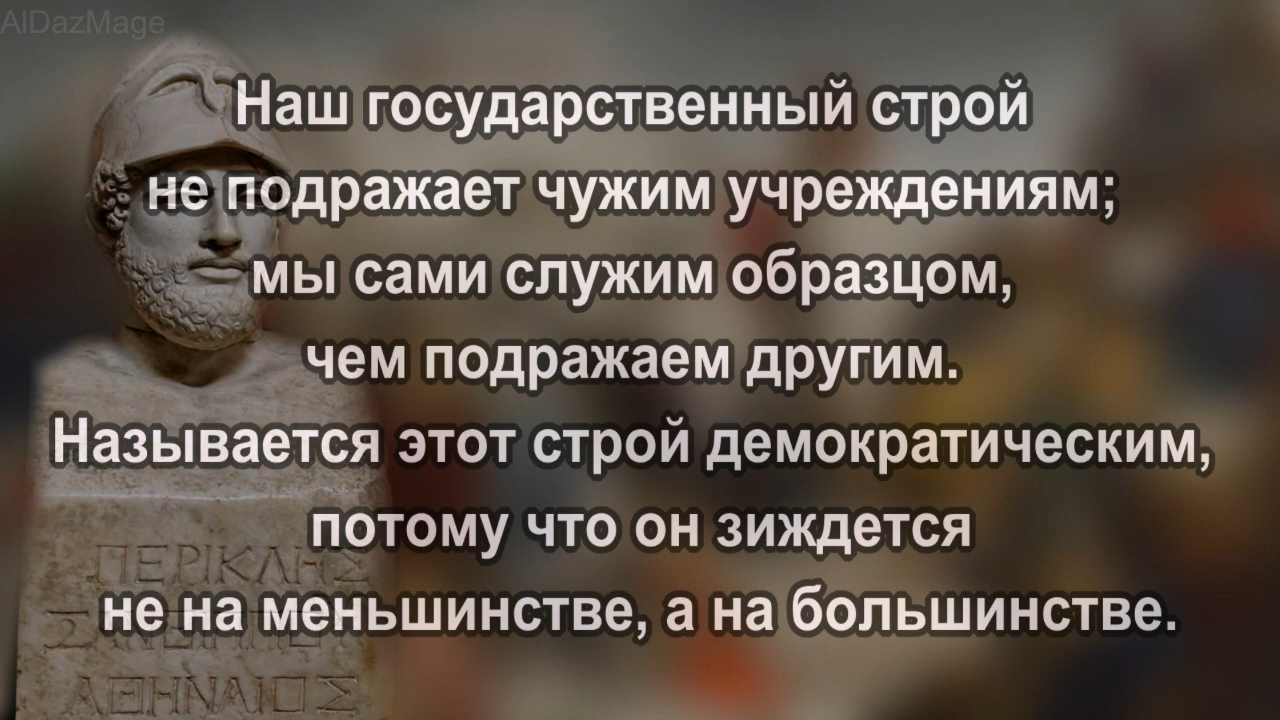 AlDazMage
Наш государственный строй
не подражает чужим учреждениям;
мы сами служим образцом,
чем подражаем другим.
Называется этот строй демократическим,
потому что он зиждется
не на меньшинстве, а на большинстве.
ΠΕΡΙΚΛΗΣ
ΑΘΗΝΑΙΟΣ